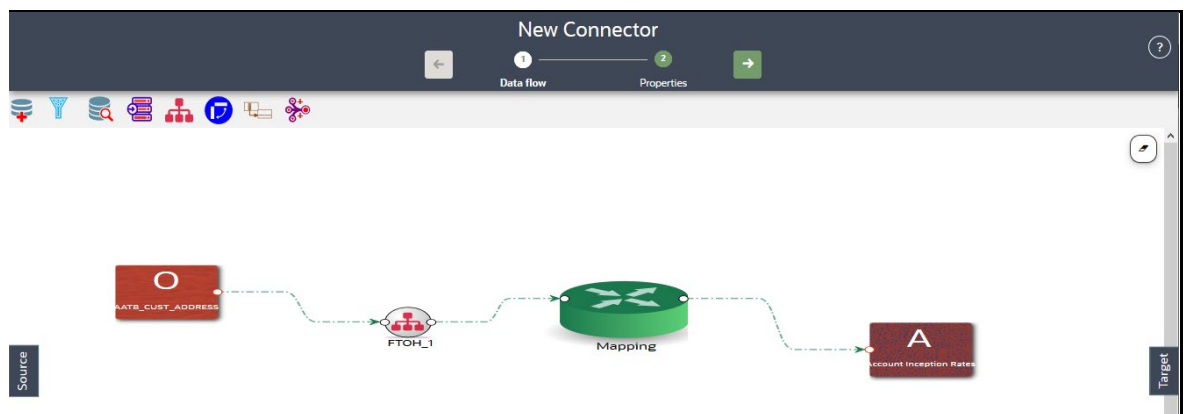 New Connector
?
1
2
Data flow
Properties
O
AATB_CUST_ADDRESS
FTOH_1
Mapping
A
Account Inception Rates
Source
Target